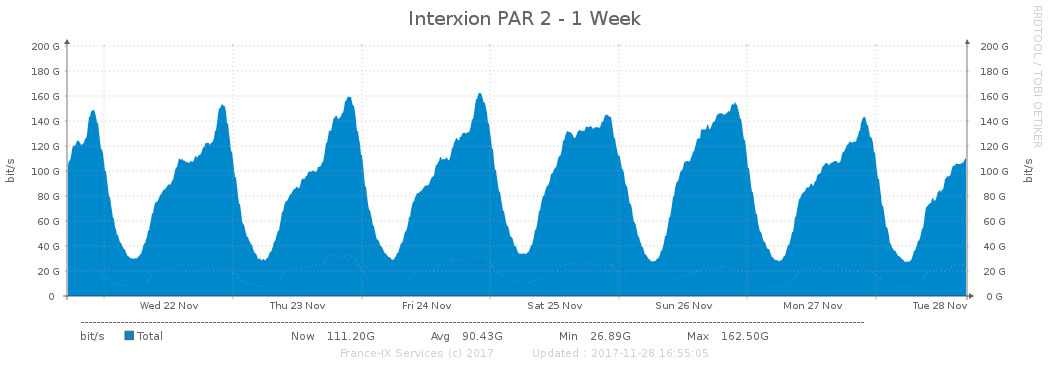 Interxion PAR 2 - 1 Week
RRDTOOL / TOBI OETIKER
200 G 200 G
180 G 180 G
160 G 160 G
140 G 140 G
120 G 120 G
100 G 100 G
80 G 80 G
60 G 60 G
40 G 40 G
20 G 20 G
0 0 G
bit/s bit/s
Wed 22 Nov Thu 23 Nov Fri 24 Nov Sat 25 Nov Sun 26 Nov Mon 27 Nov Tue 28 Nov
bit/s Total Now 111.20G Avg 90.43G Min 26.89G Max 162.50G
France-IX Services (c) 2017 Updated : 2017-11-28 16:55:05